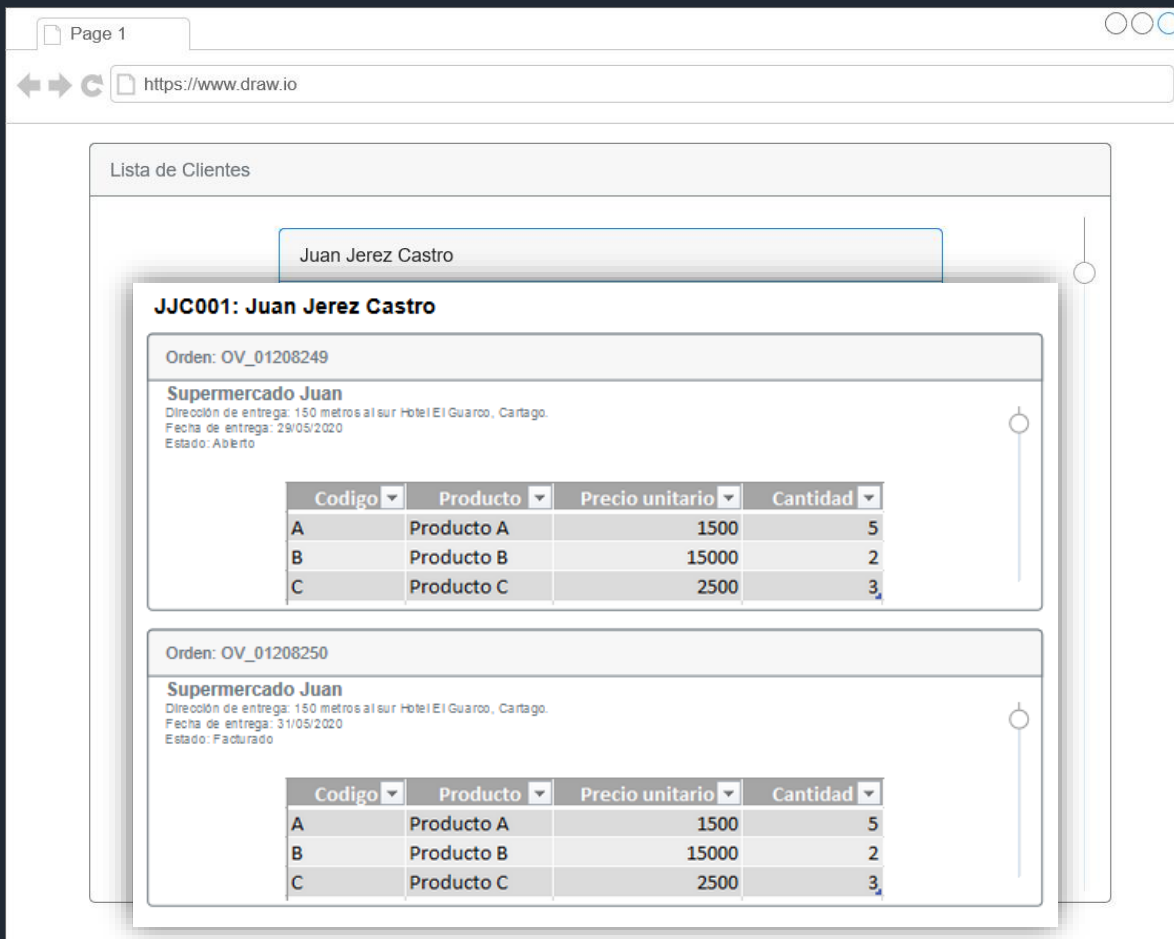 Page 1
https://www.draw.io
Lista de Clientes
Juan Jerez Castro
JJC001: Juan Jerez Castro
Orden: OV_01208249
Supermercado Juan
Dirección de entrega: 150 metros al sur Hotel El Guarco, Cartago.
Fecha de entrega: 29/05/2020
Estado: Abierto
Codigo Producto Precio unitario Cantidad
A Producto A 1500 5
B Producto B 15000 2
C Producto C 2500 3
Orden: OV_01208250
Supermercado Juan
Dirección de entrega: 150 metros al sur Hotel El Guarco, Cartago.
Fecha de entrega: 31/05/2020
Estado: Facturado
Codigo Producto Precio unitario Cantidad
A Producto A 1500 5
B Producto B 15000 2
C Producto C 2500 3